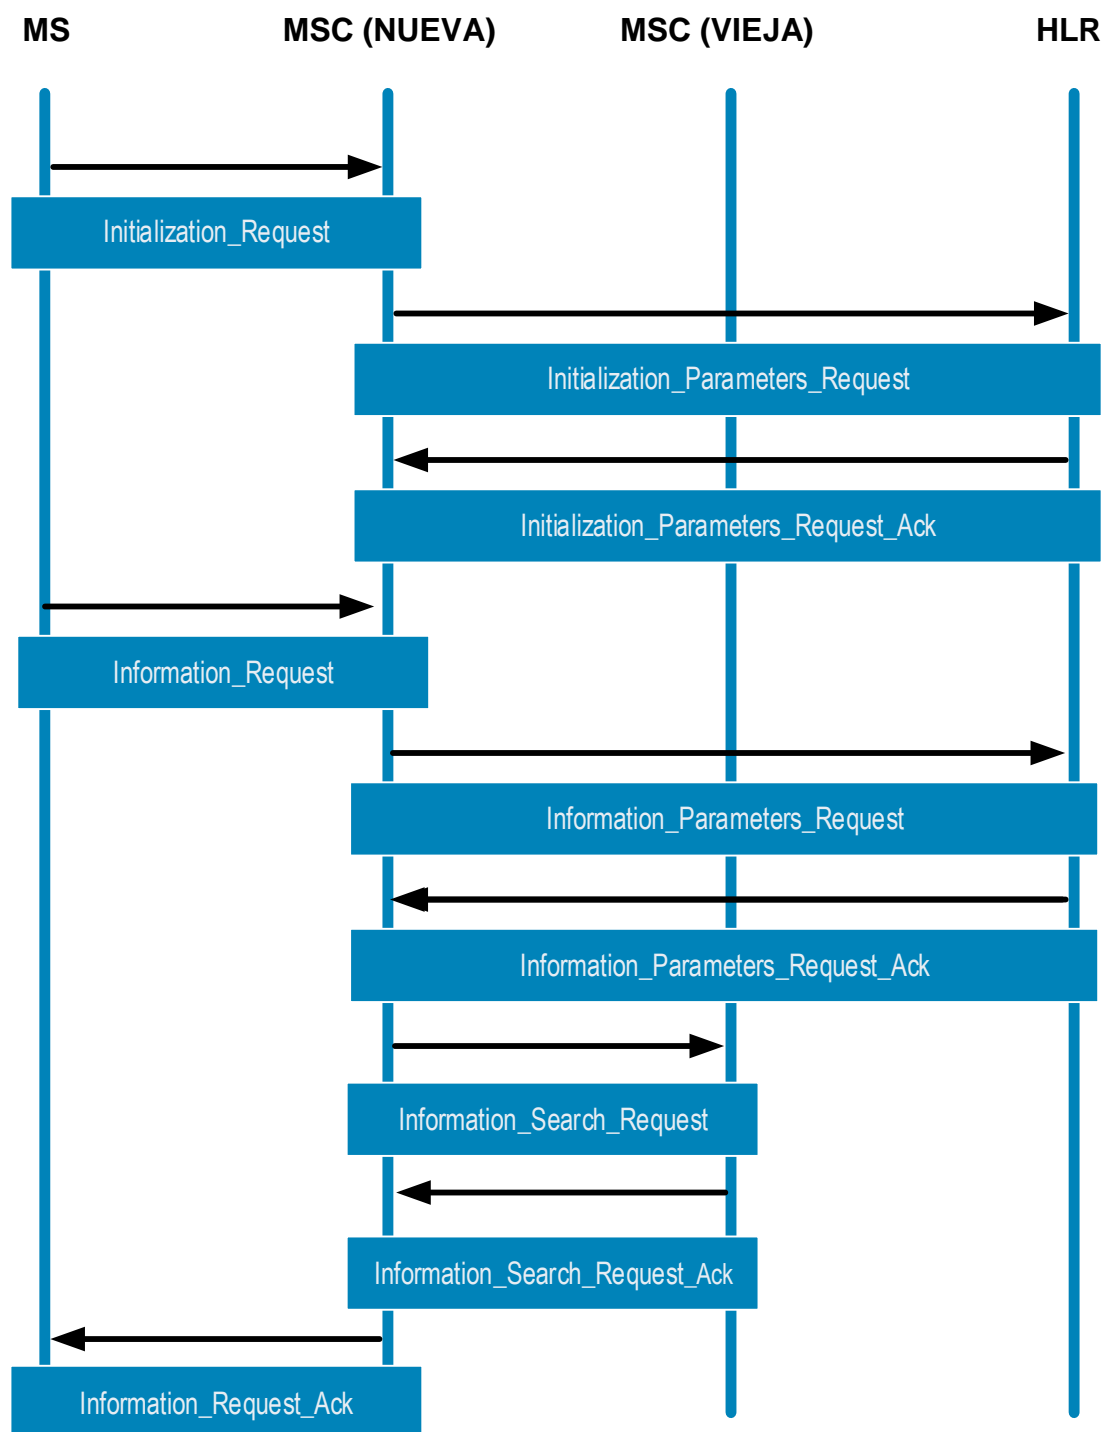 MS MSC (NUEVA) MSC (VIEJA) HLR
Initialization_Request
Initialization_Parameters_Request
Initialization_Parameters_Request_Ack
Information_Request
Information_Parameters_Request
Information_Parameters_Request_Ack
Information_Search_Request
Information_Search_Request_Ack
Information_Request_Ack